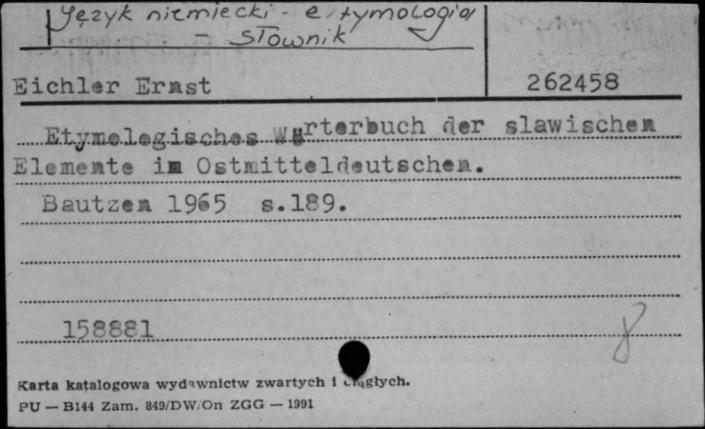 Język niemiecki - etymologia
- słownik
Eichler Ernst 262458
Etymologisches Wörterbuch der slawischen
Elemente im Ostmitteldeutschen.
Bautzen 1965 s.189.
158881 8
Karta katalogowa wydawnictw zwartych i ciągłych.
PU — B144 Zam. 849/DW/On ZGG — 1991